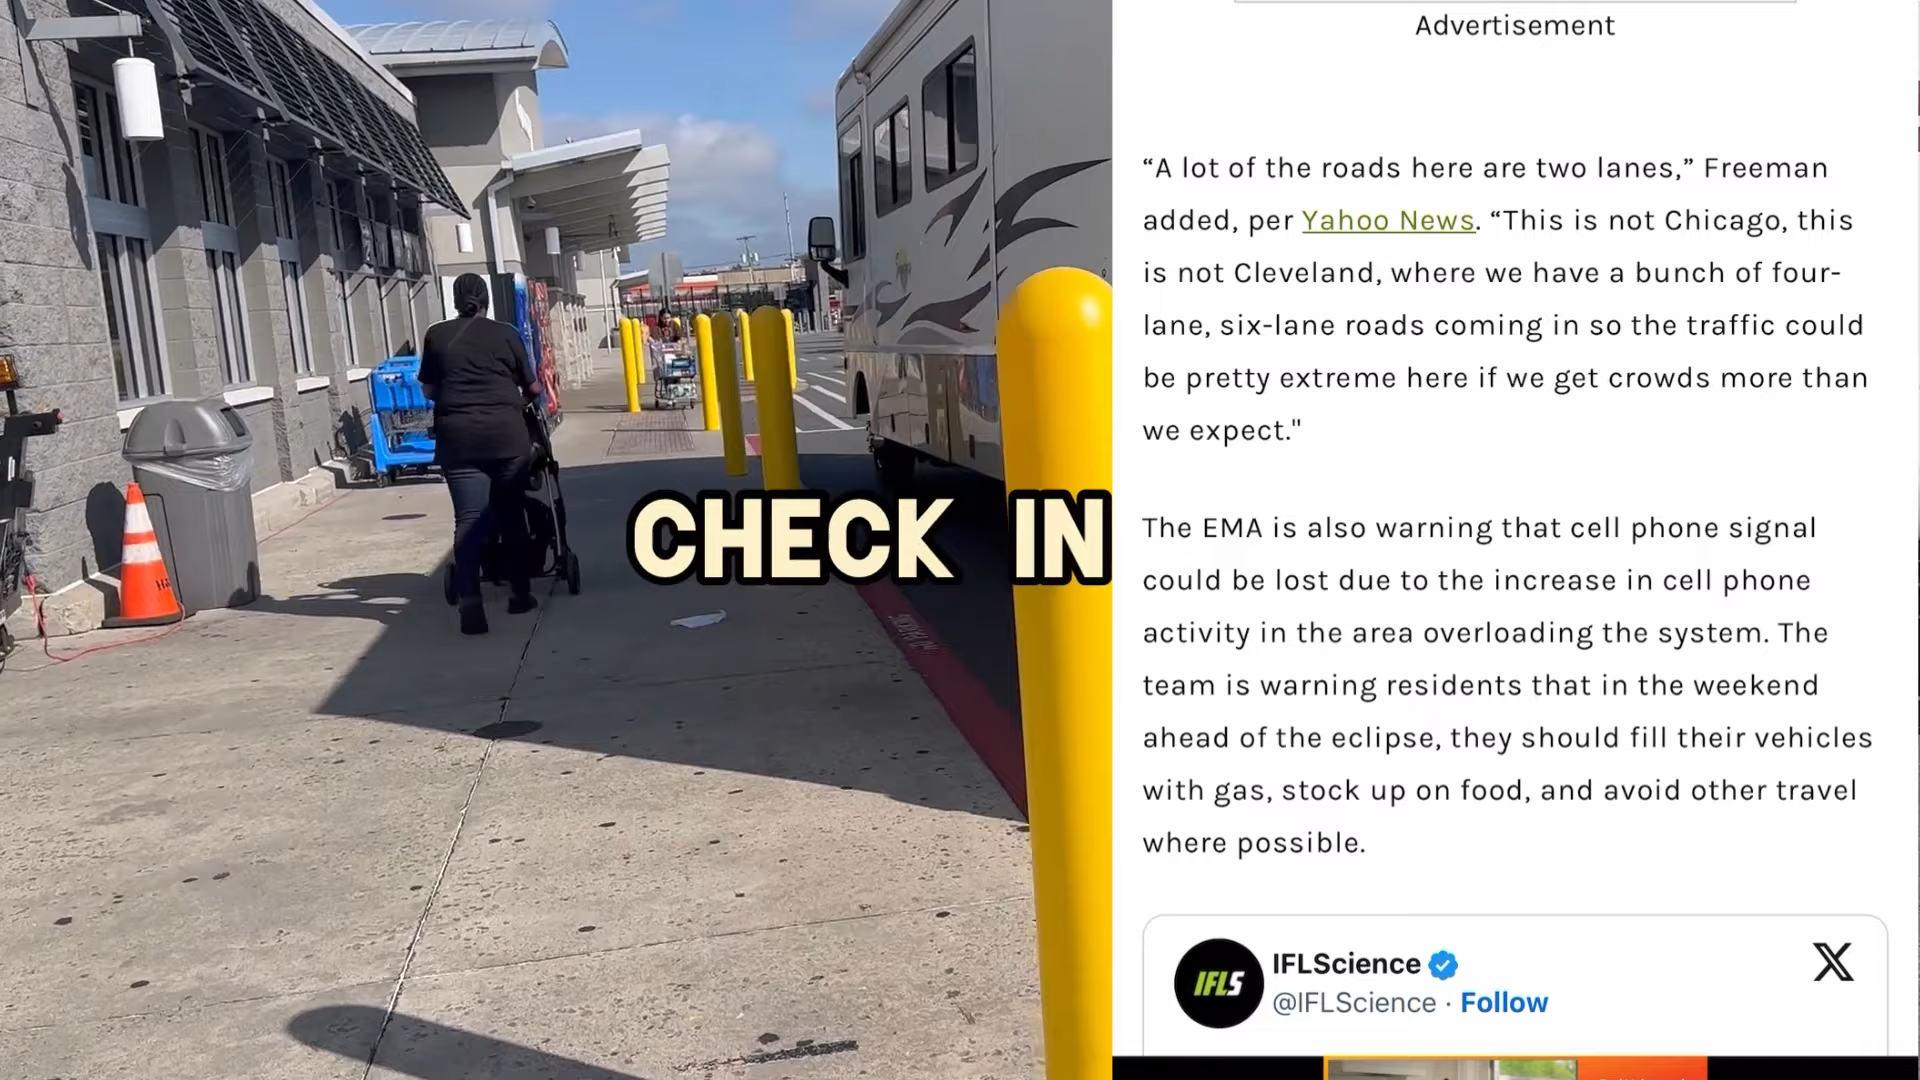 CHECK IN
Advertisement
“A lot of the roads here are two lanes,” Freeman
added, per Yahoo News. “This is not Chicago, this
is not Cleveland, where we have a bunch of four-
lane, six-lane roads coming in so the traffic could
be pretty extreme here if we get crowds more than
we expect."
The EMA is also warning that cell phone signal
could be lost due to the increase in cell phone
activity in the area overloading the system. The
team is warning residents that in the weekend
ahead of the eclipse, they should fill their vehicles
with gas, stock up on food, and avoid other travel
where possible.
IFLS
IFLScience
@IFLScience · Follow